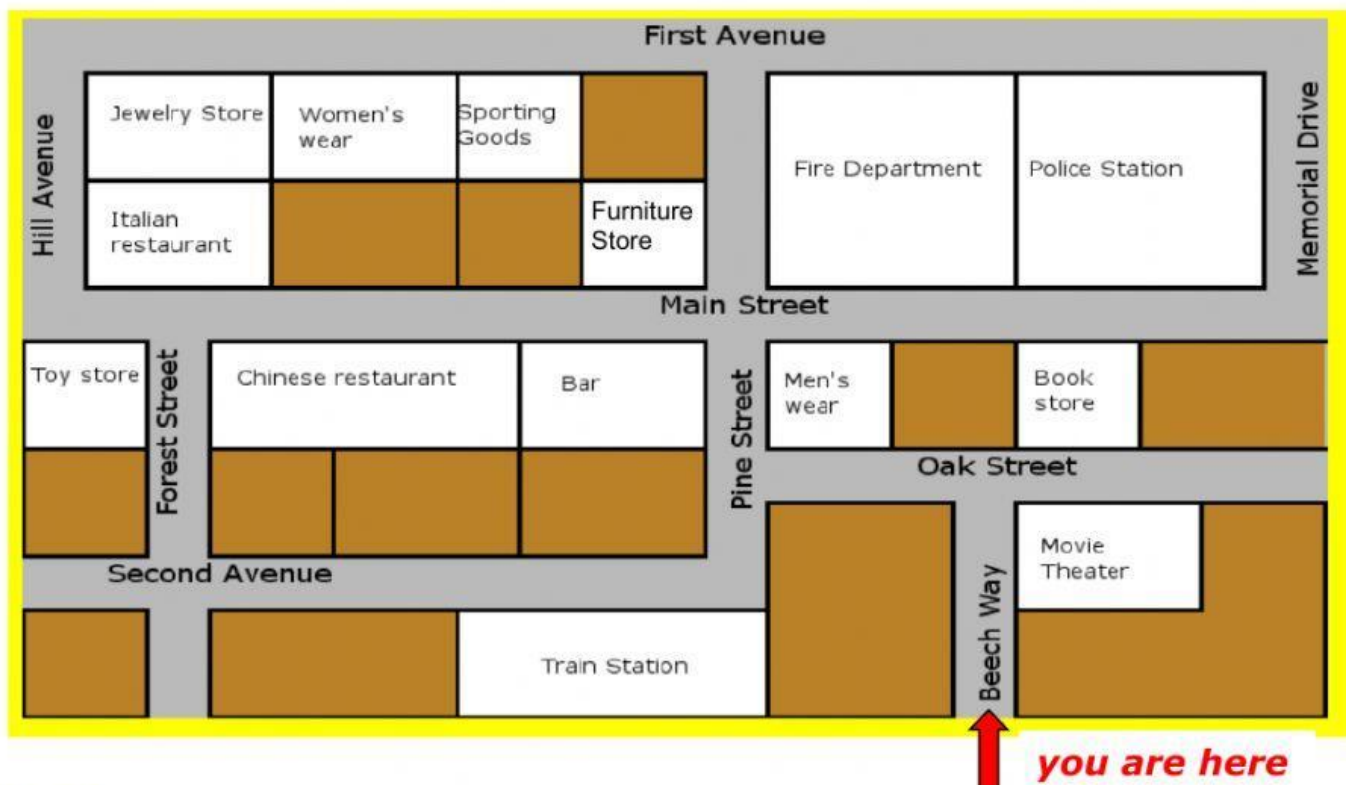 First Avenue
Hill Avenue
Jewelry Store
Women's
wear
Sporting
Goods
Fire Department
Police Station
Memorial Drive
Italian
restaurant
Furniture
Store
Main Street
Toy store
Forest Street
Chinese restaurant
Bar
Pine Street
Men's
wear
Book
store
Oak Street
Second Avenue
Movie
Theater
Train Station
Beech Way
you are here